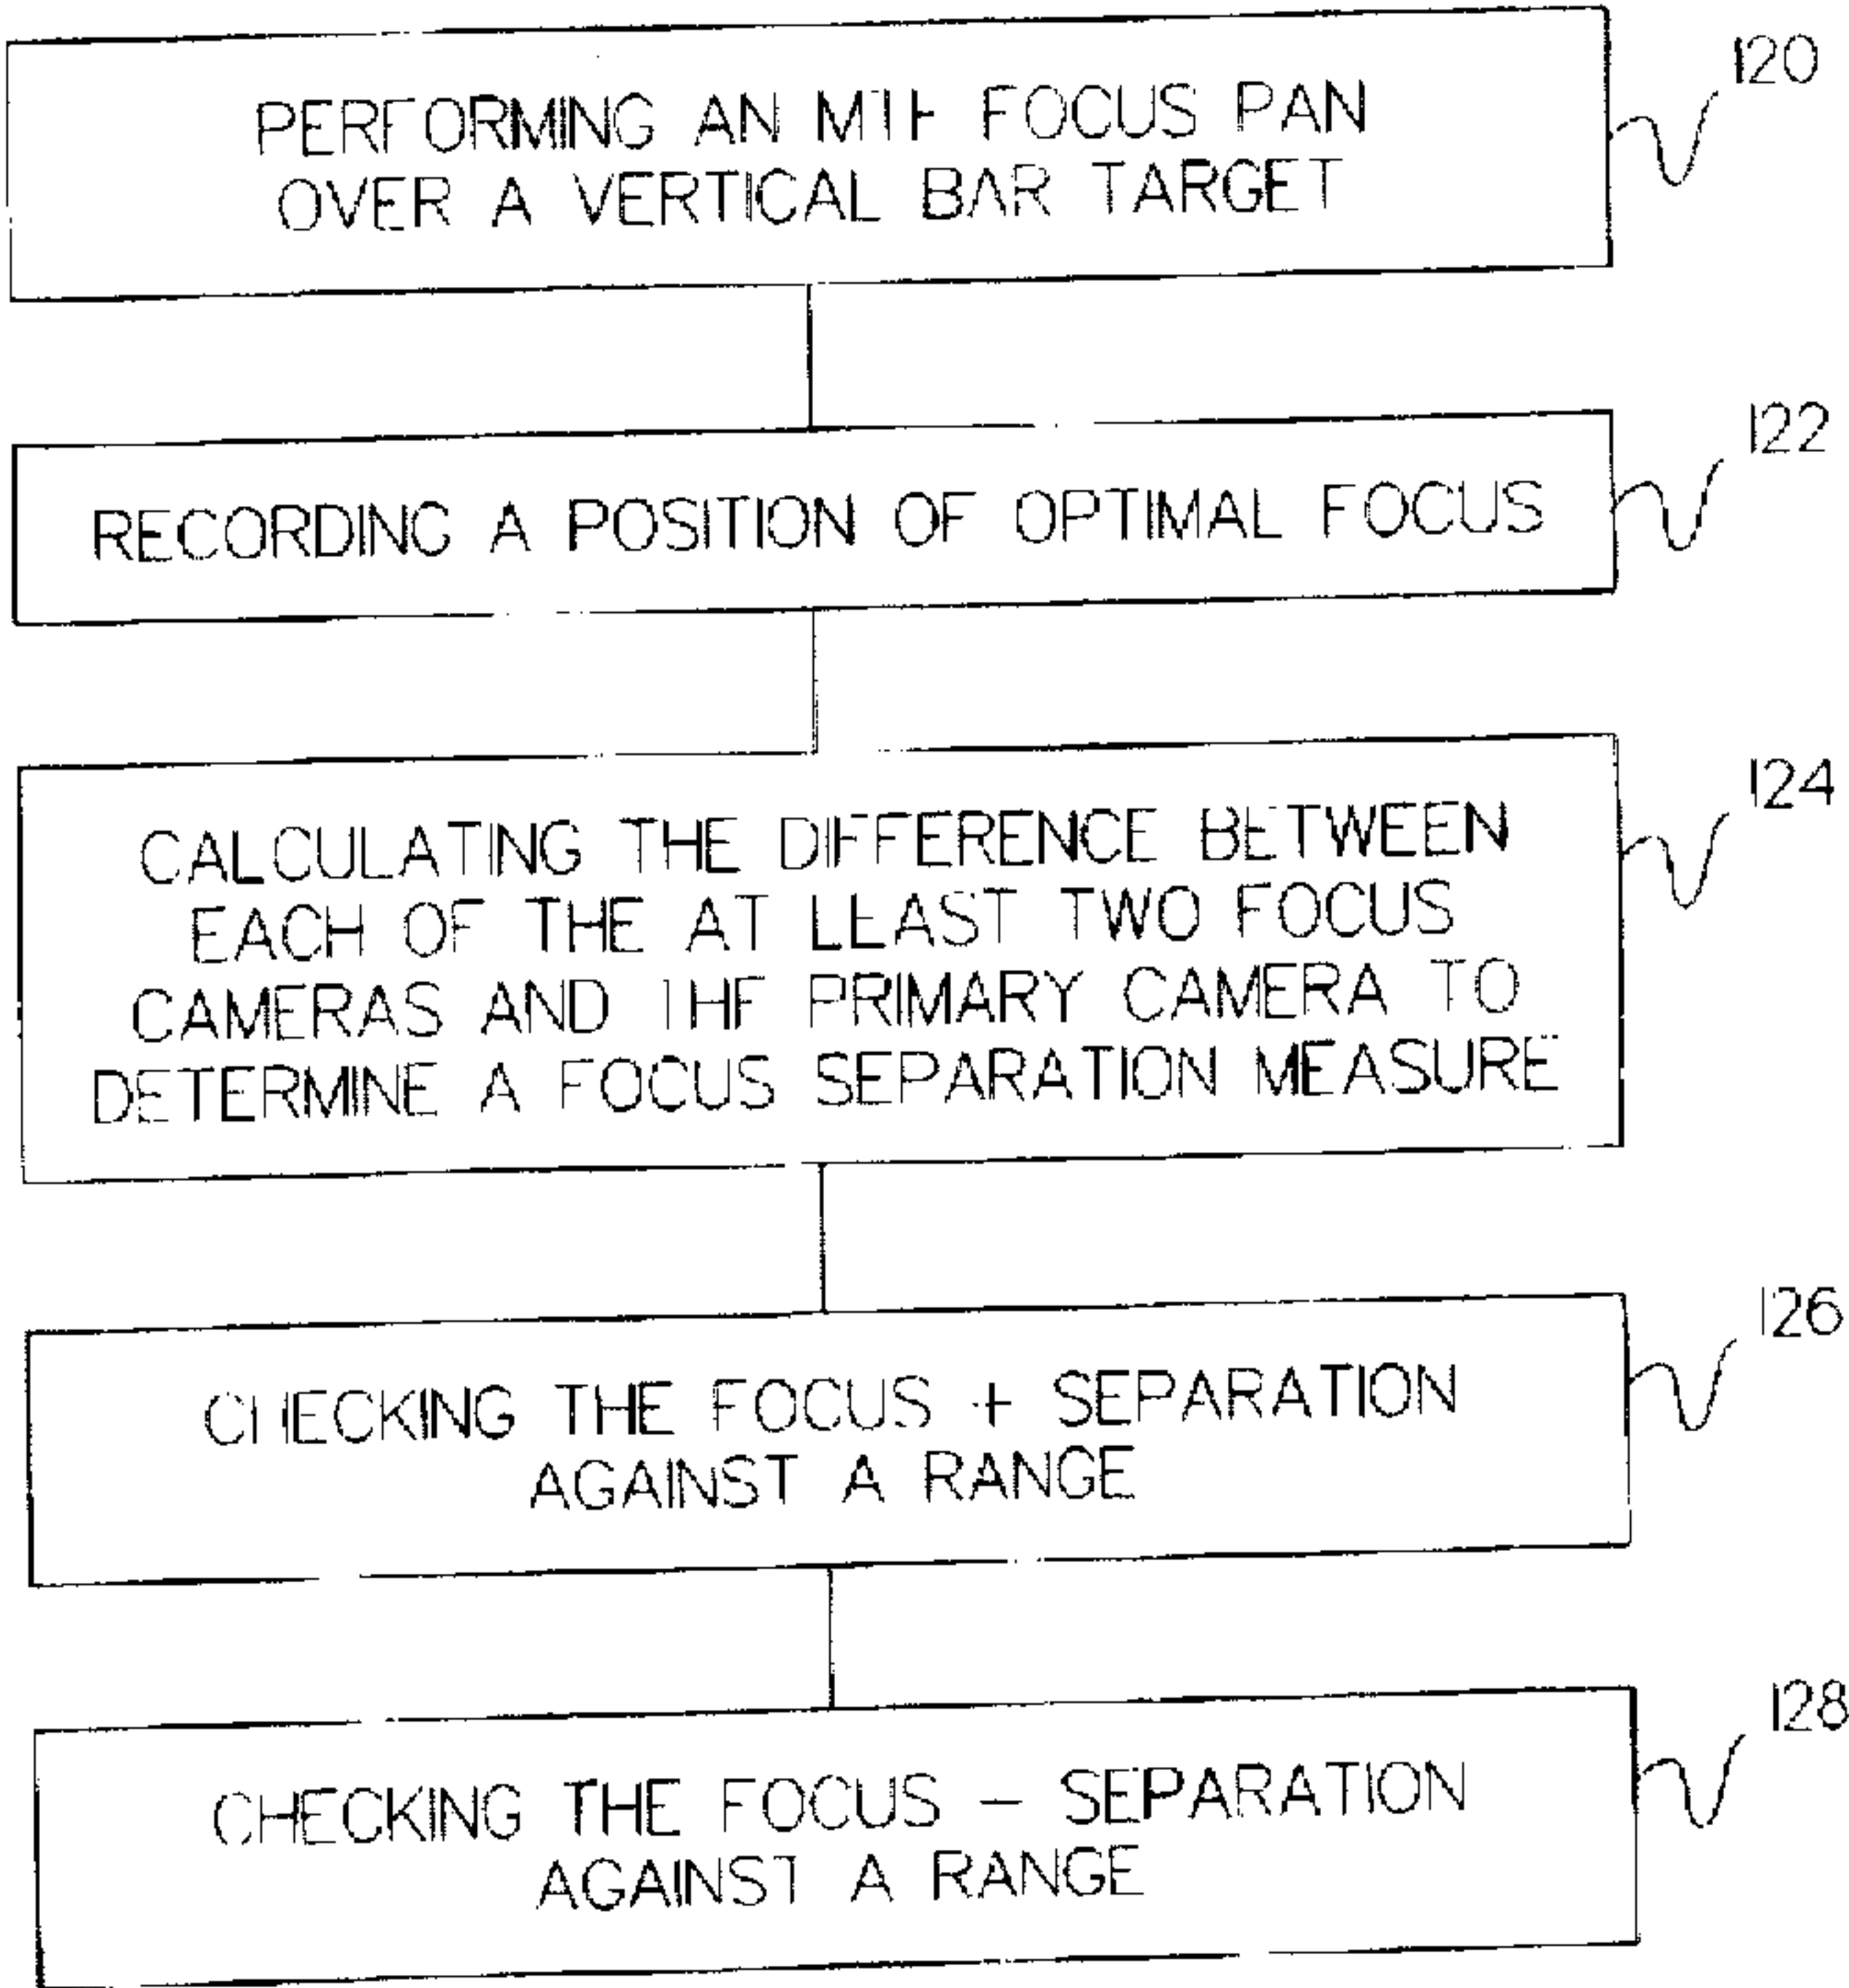 120
PERFORMING AN MTF FOCUS PAN
OVER A VERTICAL BAR TARGET
122
RECORDING A POSITION OF OPTIMAL FOCUS
124
CALCULATING THE DIFFERENCE BETWEEN
EACH OF THE AT LEAST TWO FOCUS
CAMERAS AND THE PRIMARY CAMERA TO
DETERMINE A FOCUS SEPARATION MEASURE
126
CHECKING THE FOCUS + SEPARATION
AGAINST A RANGE
128
CHECKING THE FOCUS - SEPARATION
AGAINST A RANGE